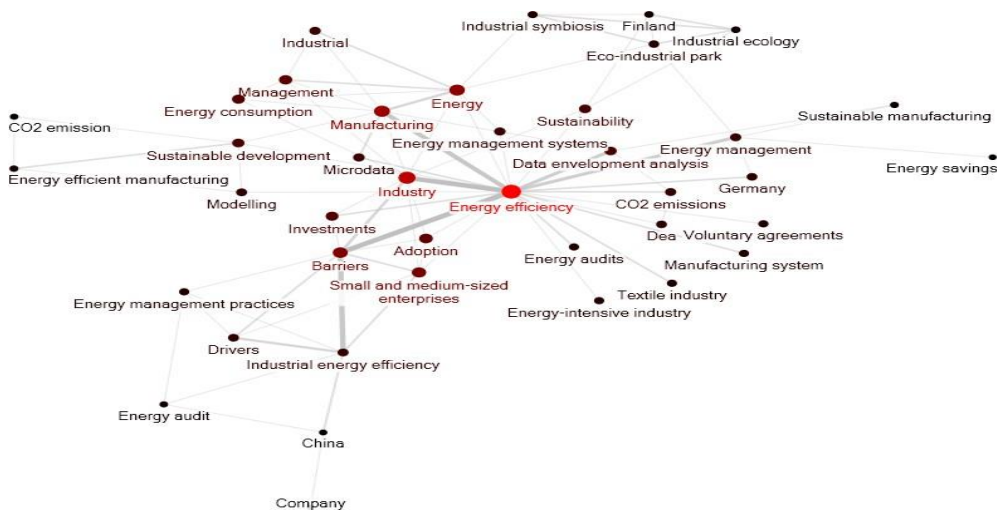 Industrial symbiosis
Finland
Industrial
Industrial ecology
Eco-industrial park
Management
Energy
Energy consumption
Manufacturing
Sustainability
Sustainable manufacturing
CO2 emission
Energy management systems
Energy management
Sustainable development
Data envelopment analysis
Energy savings
Microdata
Energy efficient manufacturing
Industry
Germany
Modelling
Energy efficiency
CO2 emissions
Investments
Dea
Voluntary agreements
Adoption
Energy audits
Barriers
Manufacturing system
Small and medium-sized
enterprises
Textile industry
Energy management practices
Energy-intensive industry
Drivers
Industrial energy efficiency
Energy audit
China
Company